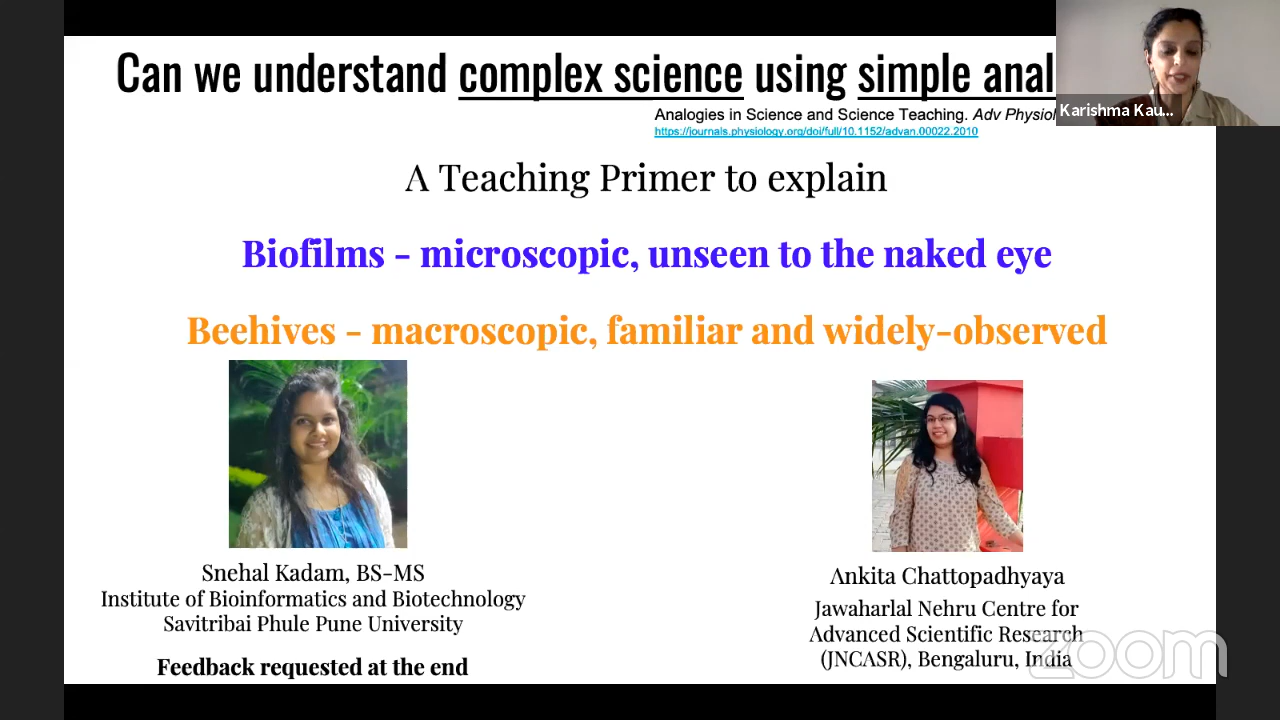 Can we understand complex science using simple anal
Karishma Kau...
Analogies in Science and Science Teaching. Adv Physiol
https://journals.physiology.org/doi/full/10.1152/advan.00022.2010
A Teaching Primer to explain
Biofilms - microscopic, unseen to the naked eye
Beehives - macroscopic, familiar and widely-observed
Snehal Kadam, BS-MS
Institute of Bioinformatics and Biotechnology
Savitribai Phule Pune University
Feedback requested at the end
Ankita Chattopadhyaya
Jawaharlal Nehru Centre for
Advanced Scientific Research
(JNCASR), Bengaluru, India
zoom